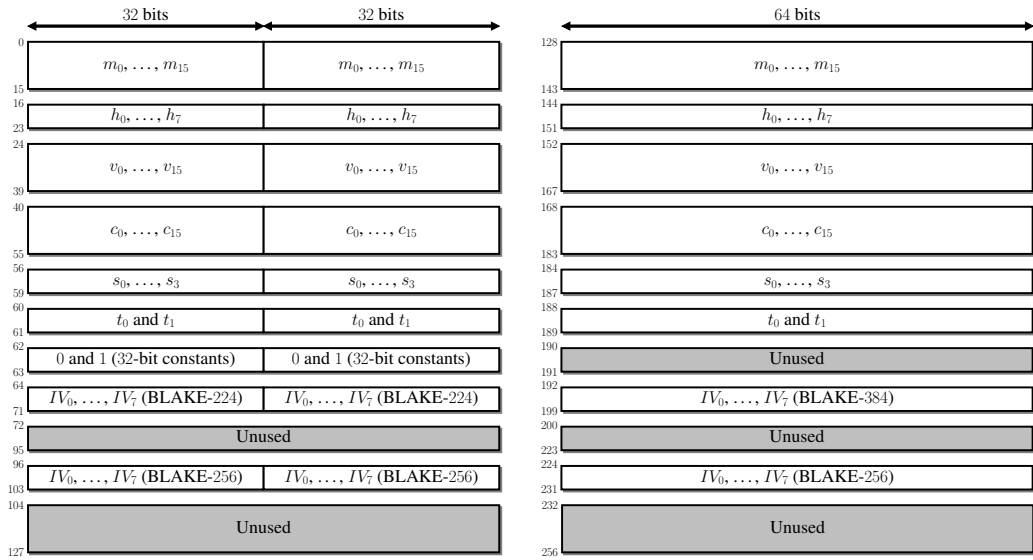 32 bits 32 bits
0
m₀, …, m₁₅ m₀, …, m₁₅
15
16
h₀, …, h₇ h₀, …, h₇
23
24
v₀, …, v₁₅ v₀, …, v₁₅
39
40
c₀, …, c₁₅ c₀, …, c₁₅
55
56
s₀, …, s₃ s₀, …, s₃
59
60
t₀ and t₁ t₀ and t₁
61
62
0 and 1 (32-bit constants) 0 and 1 (32-bit constants)
63
64
IV₀, …, IV₇ (BLAKE-224) IV₀, …, IV₇ (BLAKE-224)
71
72
Unused
95
96
IV₀, …, IV₇ (BLAKE-256) IV₀, …, IV₇ (BLAKE-256)
103
104
Unused
127
64 bits
128
m₀, …, m₁₅
143
144
h₀, …, h₇
151
152
v₀, …, v₁₅
167
168
c₀, …, c₁₅
183
184
s₀, …, s₃
187
188
t₀ and t₁
189
190
Unused
191
192
IV₀, …, IV₇ (BLAKE-384)
199
200
Unused
223
224
IV₀, …, IV₇ (BLAKE-256)
231
232
Unused
256